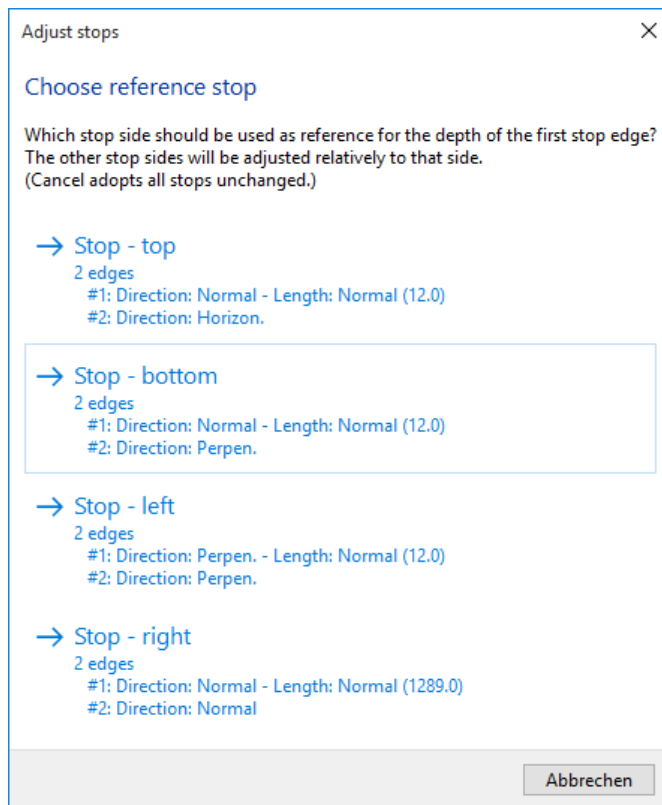 Adjust stops
Choose reference stop
Which stop side should be used as reference for the depth of the first stop edge?
The other stop sides will be adjusted relatively to that side.
(Cancel adopts all stops unchanged.)
Stop - top
2 edges
#1: Direction: Normal - Length: Normal (12.0)
#2: Direction: Horizon.
Stop - bottom
2 edges
#1: Direction: Normal - Length: Normal (12.0)
#2: Direction: Perpen.
Stop - left
2 edges
#1: Direction: Perpen. - Length: Normal (12.0)
#2: Direction: Perpen.
Stop - right
2 edges
#1: Direction: Normal - Length: Normal (1289.0)
#2: Direction: Normal
Abbrechen